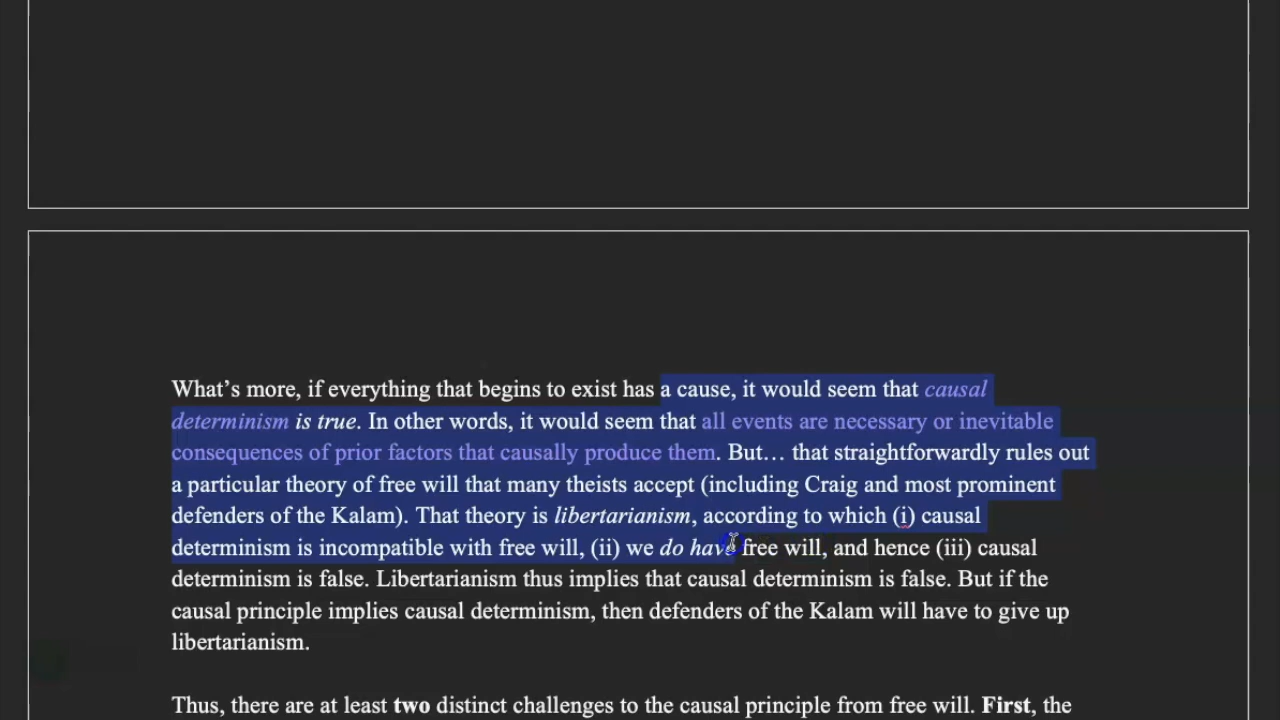 What’s more, if everything that begins to exist has a cause, it would seem that causal
determinism is true. In other words, it would seem that all events are necessary or inevitable
consequences of prior factors that causally produce them. But… that straightforwardly rules out
a particular theory of free will that many theists accept (including Craig and most prominent
defenders of the Kalam). That theory is libertarianism, according to which (i) causal
determinism is incompatible with free will, (ii) we do have free will, and hence (iii) causal
determinism is false. Libertarianism thus implies that causal determinism is false. But if the
causal principle implies causal determinism, then defenders of the Kalam will have to give up
libertarianism.
Thus, there are at least two distinct challenges to the causal principle from free will. First, the